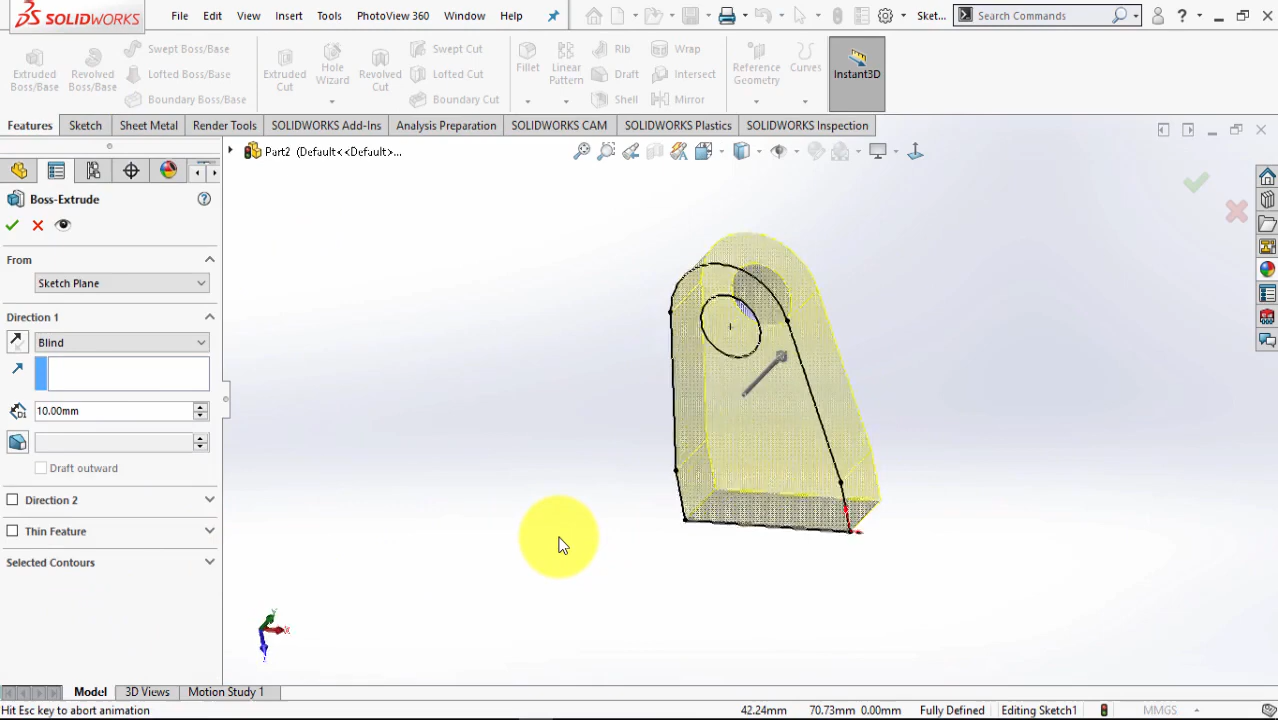 SOLIDWORKS File Edit View Insert Tools PhotoView 360 Window Help Sket... Search Commands
Extruded Boss/Base
Revolved Boss/Base
Swept Boss/Base
Lofted Boss/Base
Boundary Boss/Base
Extruded Cut
Hole Wizard
Revolved Cut
Swept Cut
Lofted Cut
Boundary Cut
Fillet
Linear Pattern
Rib
Draft
Shell
Wrap
Intersect
Mirror
Reference Geometry
Curves
Instant3D
Features Sketch Sheet Metal Render Tools SOLIDWORKS Add-Ins Analysis Preparation SOLIDWORKS CAM SOLIDWORKS Plastics SOLIDWORKS Inspection
Part2 (Default<<Default>...
Boss-Extrude
From
Sketch Plane
Direction 1
Blind
10.00mm
Draft outward
Direction 2
Thin Feature
Selected Contours
Y
X
Z
Model 3D Views Motion Study 1
Hit Esc key to abort animation 42.24mm 70.73mm 0.00mm Fully Defined Editing Sketch1 MMGS